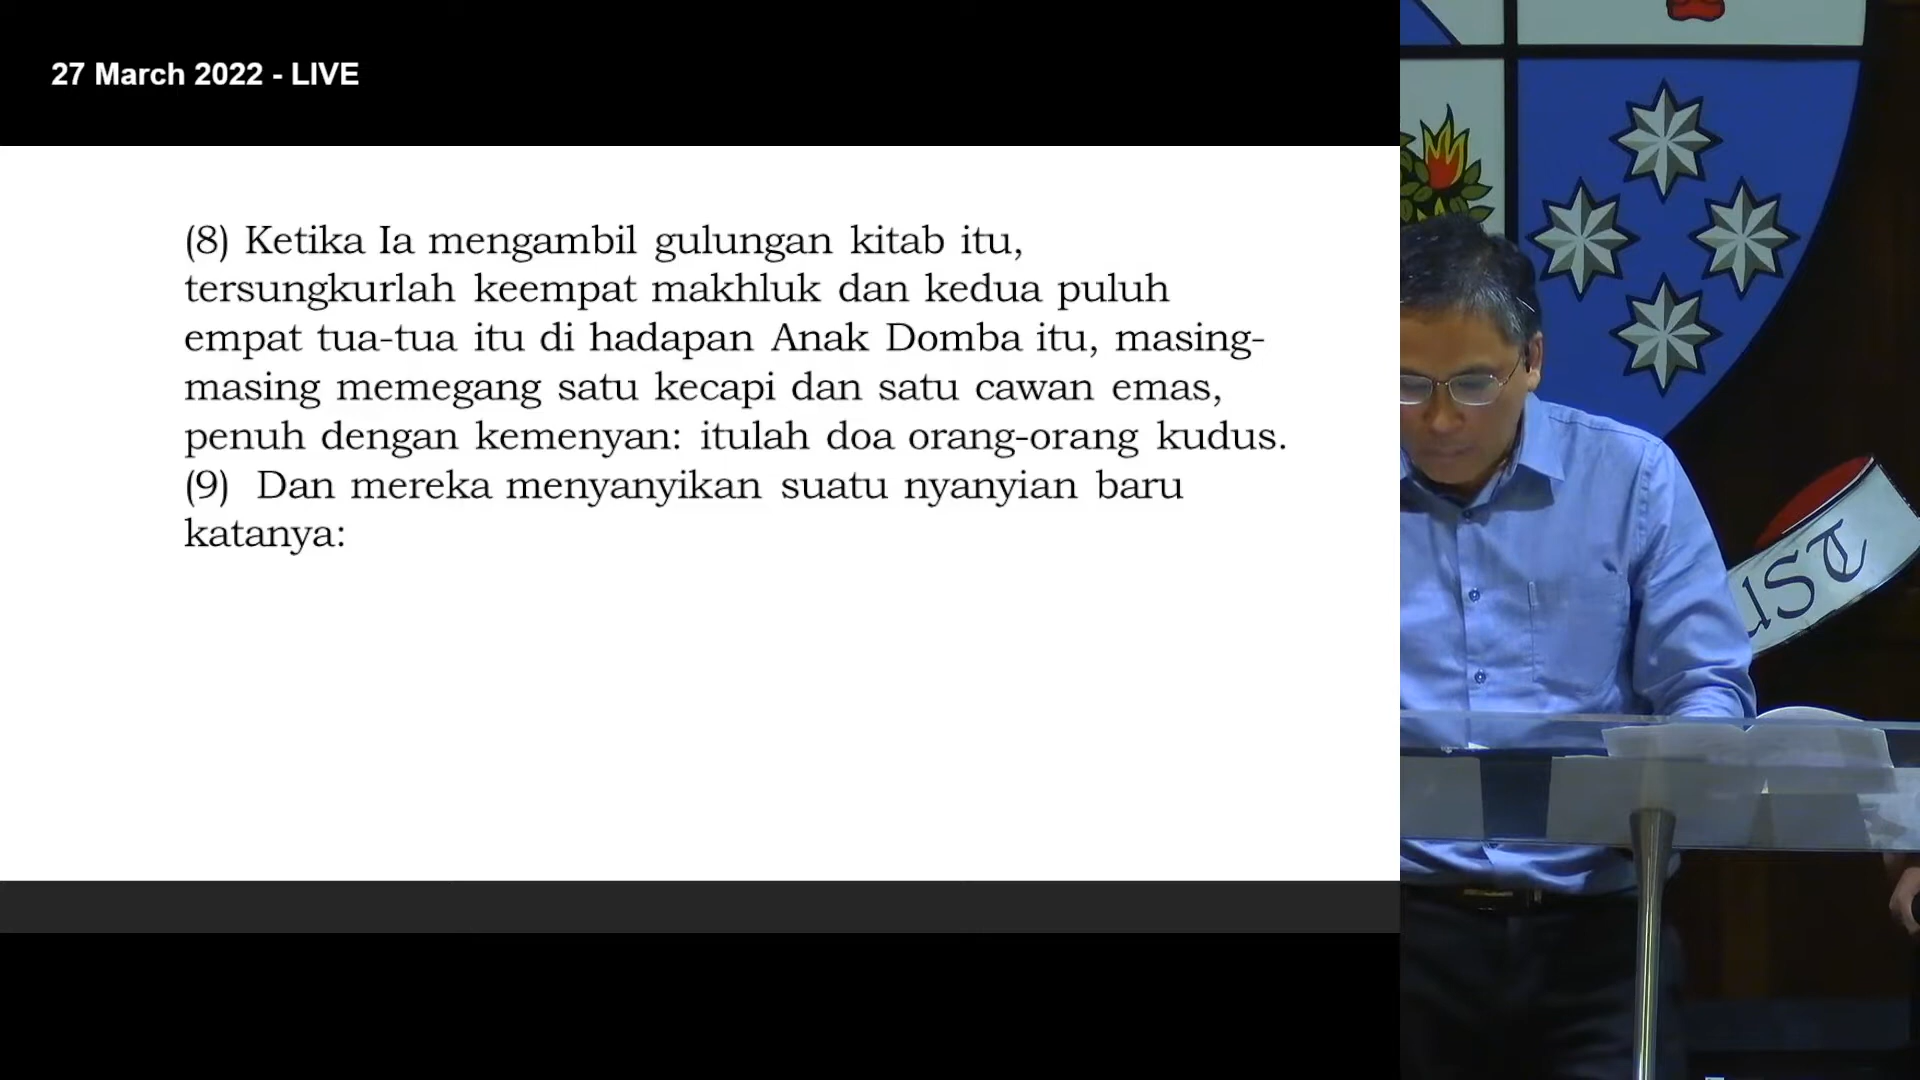 27 March 2022 - LIVE
(8) Ketika Ia mengambil gulungan kitab itu,
tersungkurlah keempat makhluk dan kedua puluh
empat tua-tua itu di hadapan Anak Domba itu, masing-
masing memegang satu kecapi dan satu cawan emas,
penuh dengan kemenyan: itulah doa orang-orang kudus.
(9) Dan mereka menyanyikan suatu nyanyian baru
katanya: